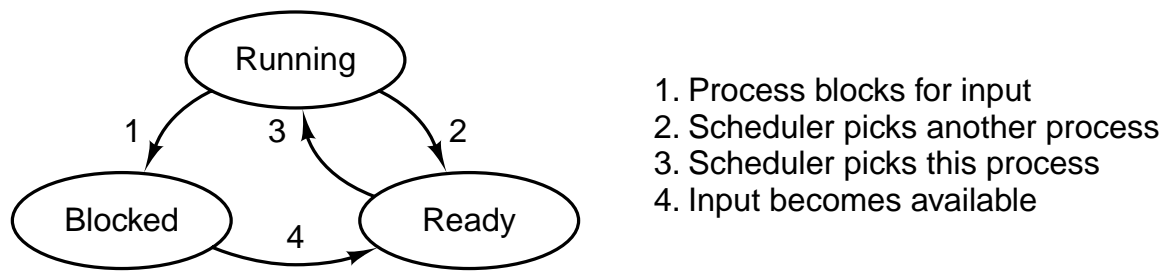 Running
1
3
2
Blocked
Ready
4
1. Process blocks for input
2. Scheduler picks another process
3. Scheduler picks this process
4. Input becomes available